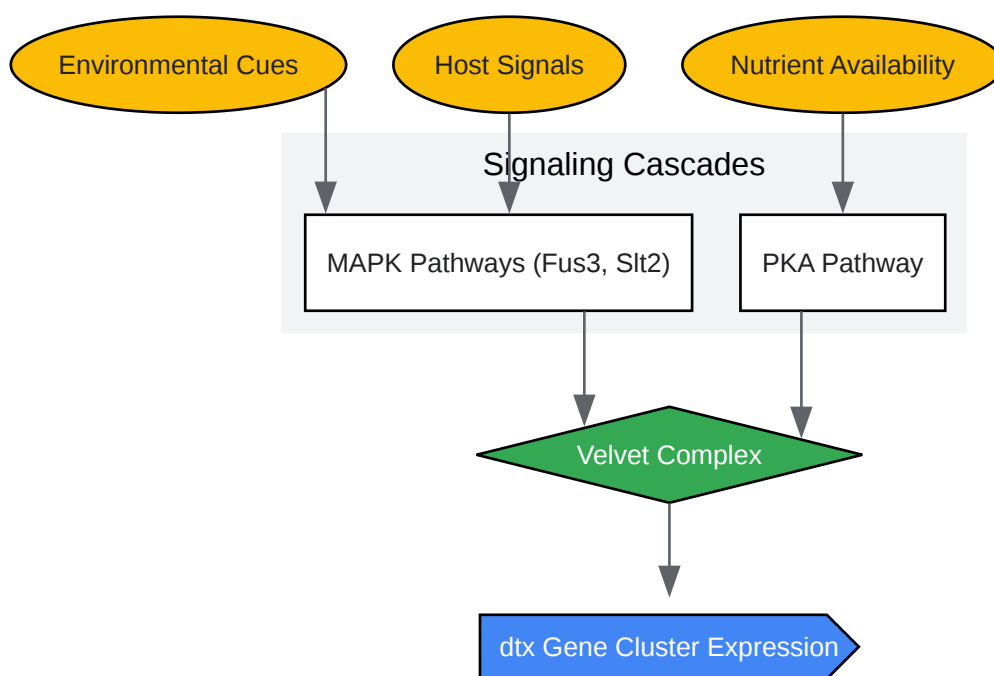 Environmental Cues
Host Signals
Nutrient Availability
Signaling Cascades
MAPK Pathways (Fus3, Slt2)
PKA Pathway
Velvet Complex
dtx Gene Cluster Expression